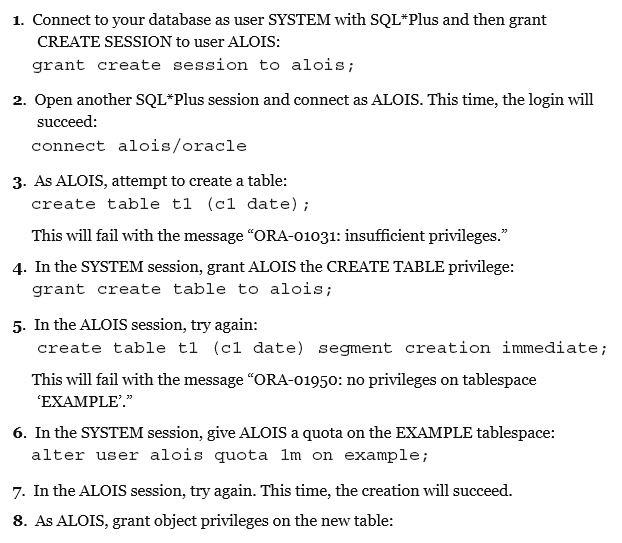 1. Connect to your database as user SYSTEM with SQL*Plus and then grant
CREATE SESSION to user ALOIS:
grant create session to alois;
2. Open another SQL*Plus session and connect as ALOIS. This time, the login will
succeed:
connect alois/oracle
3. As ALOIS, attempt to create a table:
create table t1 (c1 date);
This will fail with the message “ORA-01031: insufficient privileges.”
4. In the SYSTEM session, grant ALOIS the CREATE TABLE privilege:
grant create table to alois;
5. In the ALOIS session, try again:
create table t1 (c1 date) segment creation immediate;
This will fail with the message “ORA-01950: no privileges on tablespace
‘EXAMPLE’.”
6. In the SYSTEM session, give ALOIS a quota on the EXAMPLE tablespace:
alter user alois quota 1m on example;
7. In the ALOIS session, try again. This time, the creation will succeed.
8. As ALOIS, grant object privileges on the new table: